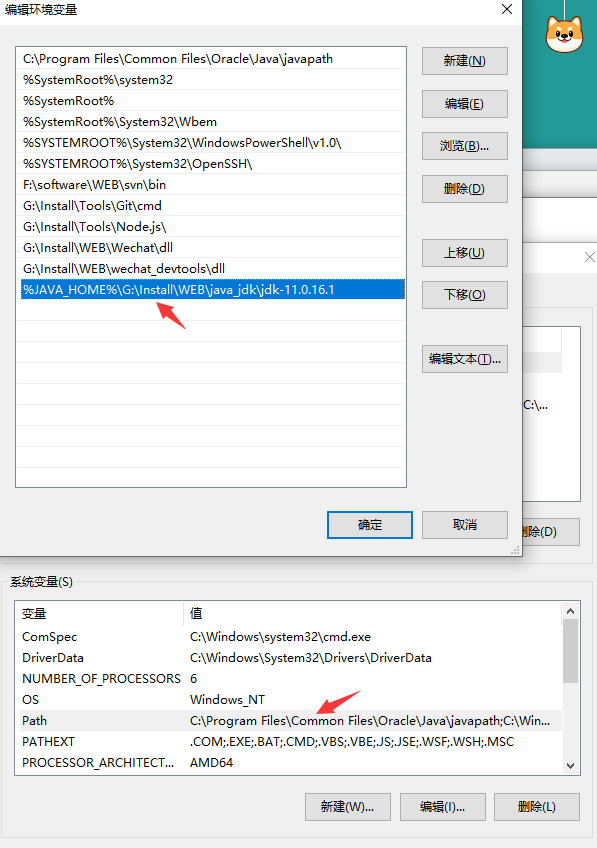 编辑环境变量
C:\Program Files\Common Files\Oracle\Java\javapath
%SystemRoot%\system32
%SystemRoot%
%SystemRoot%\System32\Wbem
%SYSTEMROOT%\System32\WindowsPowerShell\v1.0\
%SYSTEMROOT%\System32\OpenSSH\
F:\software\WEB\svn\bin
G:\Install\Tools\Git\cmd
G:\Install\Tools\Node.js\
G:\Install\WEB\Wechat\dll
G:\Install\WEB\wechat_devtools\dll
%JAVA_HOME%\G:\Install\WEB\java_jdk\jdk-11.0.16.1
新建(N)
编辑(E)
浏览(B)...
删除(D)
上移(U)
下移(O)
编辑文本(T)...
确定
取消
C:\...
删除(D)
系统变量(S)
变量 值
ComSpec C:\Windows\system32\cmd.exe
DriverData C:\Windows\System32\Drivers\DriverData
NUMBER_OF_PROCESSORS 6
OS Windows_NT
Path C:\Program Files\Common Files\Oracle\Java\javapath;C:\Win...
PATHEXT .COM;.EXE;.BAT;.CMD;.VBS;.VBE;.JS;.JSE;.WSF;.WSH;.MSC
PROCESSOR_ARCHITECT... AMD64
新建(W)...
编辑(I)...
删除(L)